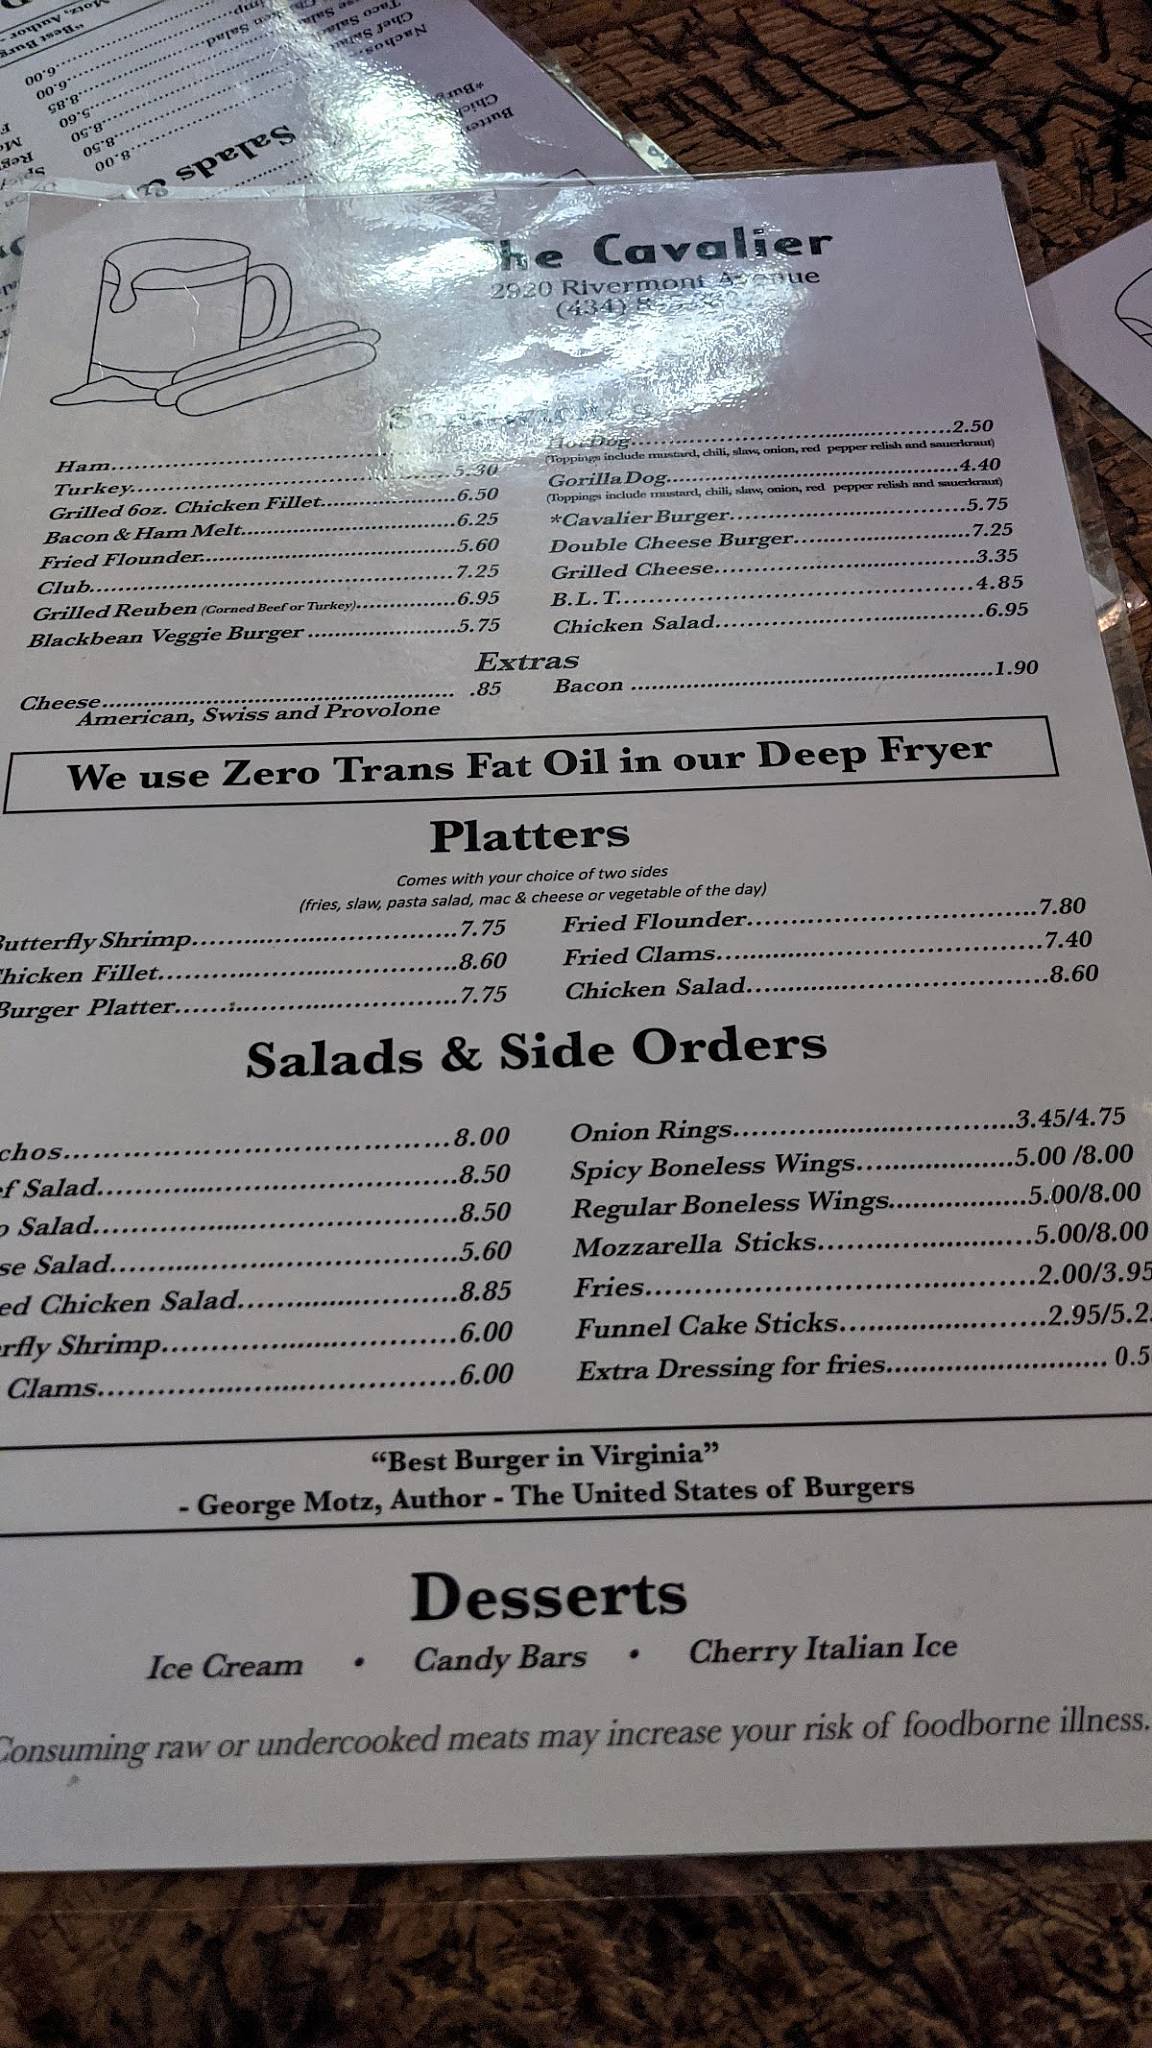 The Cavalier
2920 Rivermont Avenue
(434)
Ham
Turkey 5.30
Grilled 6oz. Chicken Fillet 6.50
Bacon & Ham Melt 6.25
Fried Flounder 5.60
Club 7.25
Grilled Reuben (Corned Beef or Turkey) 6.95
Blackbean Veggie Burger 5.75
Hot Dog 2.50
(Toppings include mustard, chili, slaw, onion, red pepper relish and sauerkraut)
Gorilla Dog 4.40
(Toppings include mustard, chili, slaw, onion, red pepper relish and sauerkraut)
*Cavalier Burger 5.75
Double Cheese Burger 7.25
Grilled Cheese 3.35
B.L.T. 4.85
Chicken Salad 6.95
Extras
Cheese .85
American, Swiss and Provolone
Bacon 1.90
We use Zero Trans Fat Oil in our Deep Fryer
Platters
Comes with your choice of two sides
(fries, slaw, pasta salad, mac & cheese or vegetable of the day)
Butterfly Shrimp 7.75
Chicken Fillet 8.60
Burger Platter 7.75
Fried Flounder 7.80
Fried Clams 7.40
Chicken Salad 8.60
Salads & Side Orders
chos 8.00
ef Salad 8.50
o Salad 8.50
se Salad 5.60
ed Chicken Salad 8.85
rfly Shrimp 6.00
Clams 6.00
Onion Rings 3.45/4.75
Spicy Boneless Wings 5.00 /8.00
Regular Boneless Wings 5.00/8.00
Mozzarella Sticks 5.00/8.00
Fries 2.00/3.95
Funnel Cake Sticks 2.95/5.2
Extra Dressing for fries 0.5
“Best Burger in Virginia”
- George Motz, Author - The United States of Burgers
Desserts
Ice Cream • Candy Bars • Cherry Italian Ice
Consuming raw or undercooked meats may increase your risk of foodborne illness.